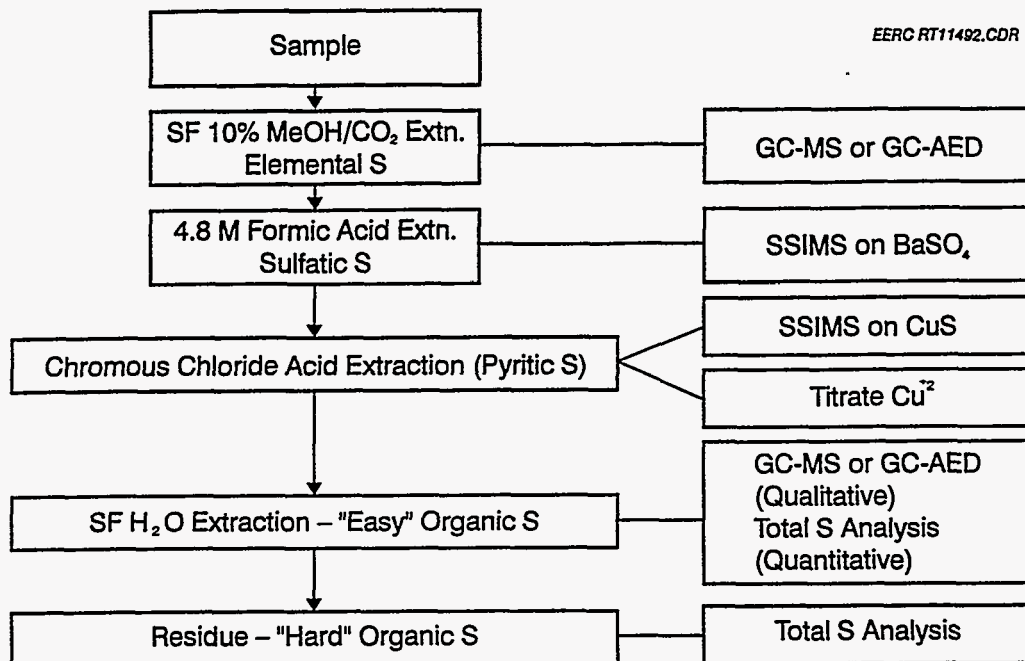 EERC RT11492.CDR
Sample
SF 10% MeOH/CO₂ Extn.
Elemental S
GC-MS or GC-AED
4.8 M Formic Acid Extn.
Sulfatic S
SSIMS on BaSO₄
Chromous Chloride Acid Extraction (Pyritic S)
SSIMS on CuS
Titrate Cu⁺²
SF H₂O Extraction – "Easy" Organic S
GC-MS or GC-AED
(Qualitative)
Total S Analysis
(Quantitative)
Residue – "Hard" Organic S
Total S Analysis